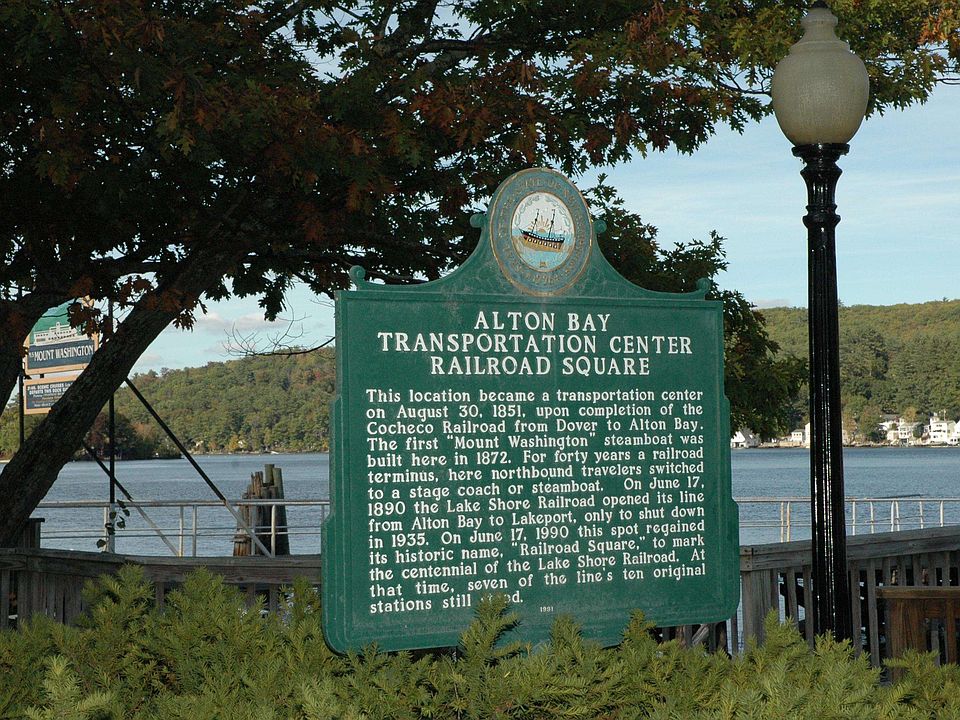 ALTON BAY
TRANSPORTATION CENTER
RAILROAD SQUARE
This location became a transportation center
on August 30, 1851, upon completion of the
Cocheco Railroad from Dover to Alton Bay.
The first "Mount Washington" steamboat was
built here in 1872. For forty years a railroad
terminus, here northbound travelers switched
to a stage coach or steamboat. On June 17,
1890 the Lake Shore Railroad opened its line
from Alton Bay to Lakeport, only to shut down
in 1935. On June 17, 1990 this spot regained
its historic name, "Railroad Square," to mark
the centennial of the Lake Shore Railroad. At
that time, seven of the line's ten original
stations still
1991
MOUNT WASHINGTON